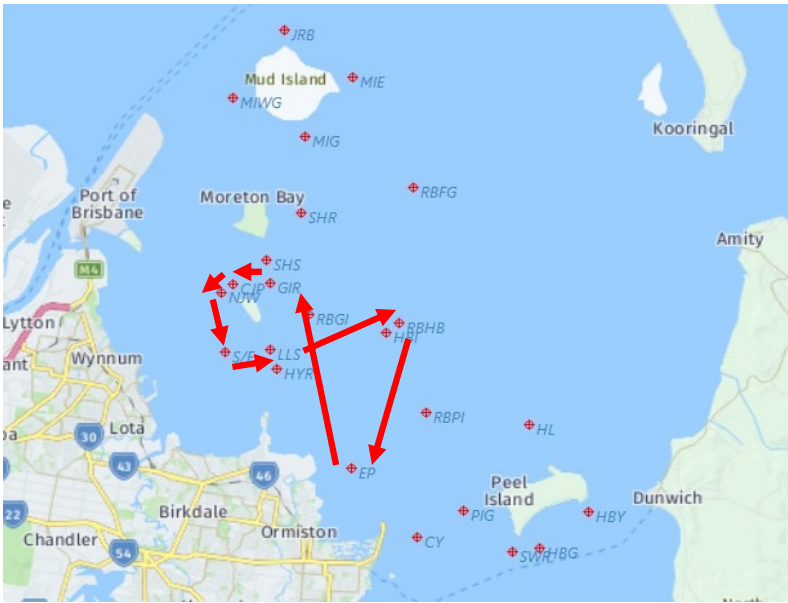 JRB
Mud Island
MIE
MIWG
MIG
Kooringal
Port of
Brisbane
Moreton Bay
RBFG
SHR
Amity
M4
SHS
GIR
CJP
NJW
RBGI
RBHB
HBI
Lytton
Wynnum
LLS
HYR
RBPI
HL
30
Lota
43
46
EP
Peel
Island
Dunwich
22
Birkdale
PIG
HBY
Chandler
Ormiston
CY
54
SWR
HBG